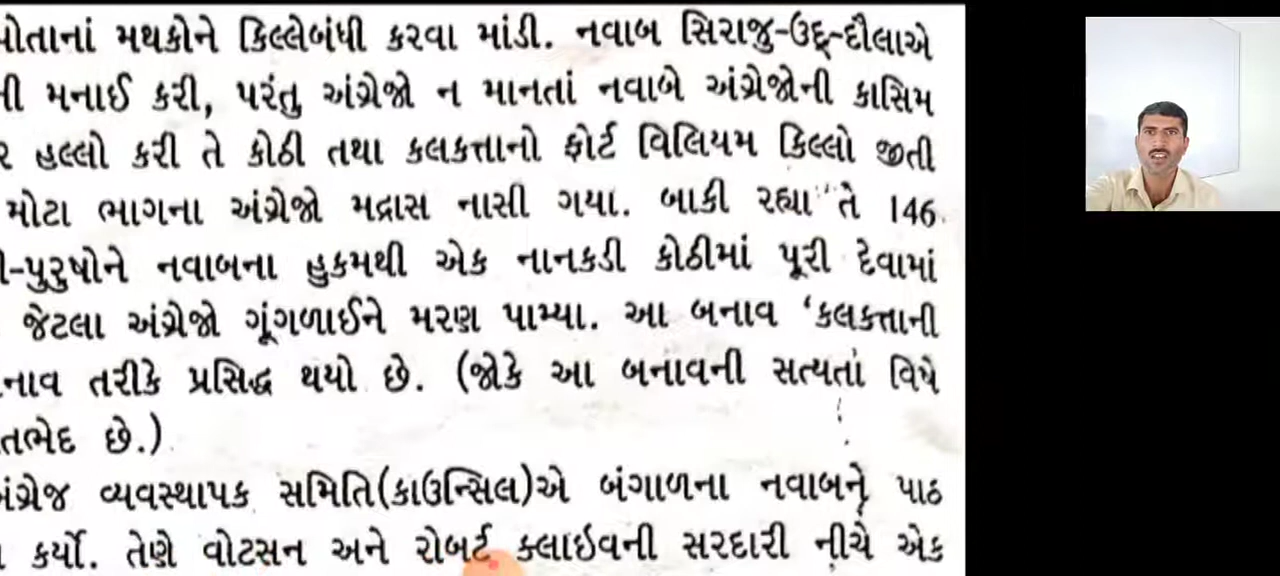 પોતાનાં મથકોને કિલ્લેબંધી કરવા માંડી. નવાબ સિરાજુ-ઉદ્-દૌલાએ
ની મનાઈ કરી, પરંતુ અંગ્રેજો ન માનતાં નવાબે અંગ્રેજોની કાસિમ
ર હલ્લો કરી તે કોઠી તથા કલકત્તાનો ફોર્ટ વિલિયમ કિલ્લો જીતી
મોટા ભાગના અંગ્રેજો મદ્રાસ નાસી ગયા. બાકી રહ્યા તે 146
ી-પુરુષોને નવાબના હુકમથી એક નાનકડી કોઠીમાં પૂરી દેવામાં
જેટલા અંગ્રેજો ગૂંગળાઈને મરણ પામ્યા. આ બનાવ ‘કલકત્તાની
નાવ તરીકે પ્રસિદ્ધ થયો છે. (જોકે આ બનાવની સત્યતા વિષે
તભેદ છે.)
અંગ્રેજ વ્યવસ્થાપક સમિતિ(કાઉન્સિલ)એ બંગાળના નવાબને પાઠ
કર્યો. તેણે વોટસન અને રોબર્ટ ક્લાઇવની સરદારી નીચે એક